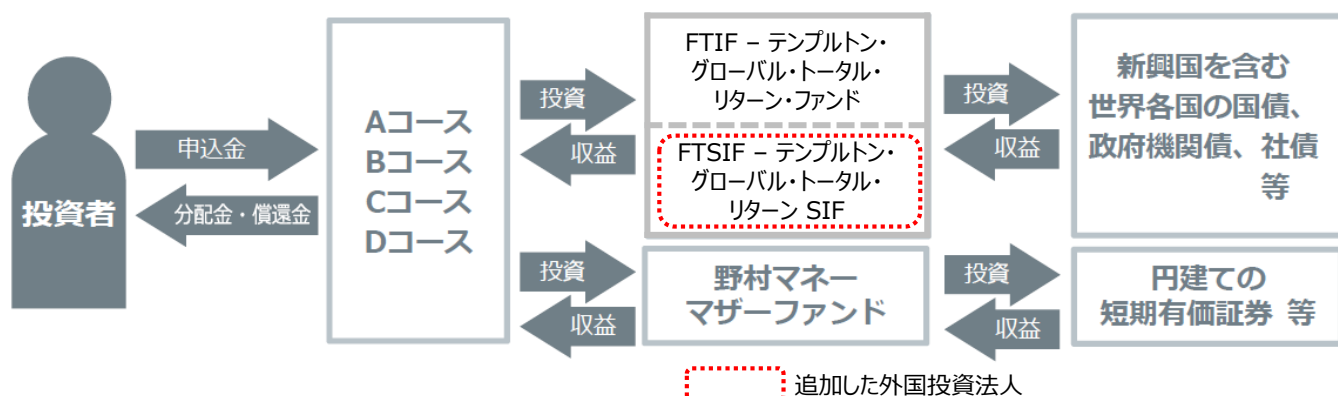 投資者
申込金
分配金・償還金
Aコース
Bコース
Cコース
Dコース
投資
収益
FTIF – テンプルトン・
グローバル・トータル・
リターン・ファンド
FTSIF – テンプルトン・
グローバル・トータル・
リターン SIF
投資
収益
新興国を含む
世界各国の国債、
政府機関債、社債
等
投資
収益
野村マネー
マザーファンド
投資
収益
円建ての
短期有価証券 等
追加した外国投資法人